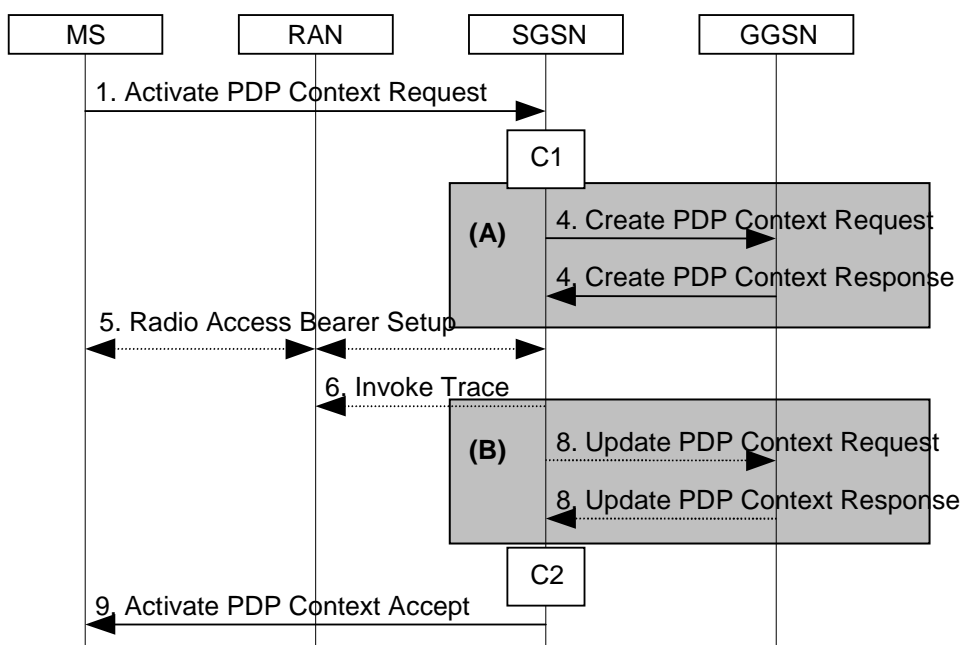 MS RAN SGSN GGSN
1. Activate PDP Context Request
C1
(A)
4. Create PDP Context Request
4. Create PDP Context Response
5. Radio Access Bearer Setup
6. Invoke Trace
(B)
8. Update PDP Context Request
8. Update PDP Context Response
C2
9. Activate PDP Context Accept